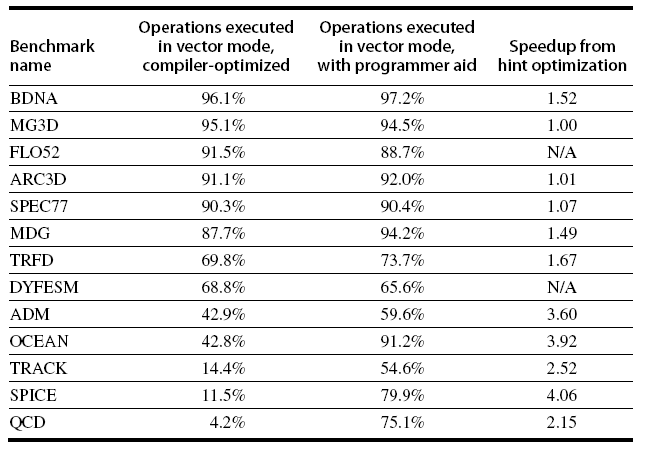 Benchmark name | Operations executed in vector mode, compiler-optimized | Operations executed in vector mode, with programmer aid | Speedup from hint optimization
BDNA 96.1% 97.2% 1.52
MG3D 95.1% 94.5% 1.00
FLO52 91.5% 88.7% N/A
ARC3D 91.1% 92.0% 1.01
SPEC77 90.3% 90.4% 1.07
MDG 87.7% 94.2% 1.49
TRFD 69.8% 73.7% 1.67
DYFESM 68.8% 65.6% N/A
ADM 42.9% 59.6% 3.60
OCEAN 42.8% 91.2% 3.92
TRACK 14.4% 54.6% 2.52
SPICE 11.5% 79.9% 4.06
QCD 4.2% 75.1% 2.15